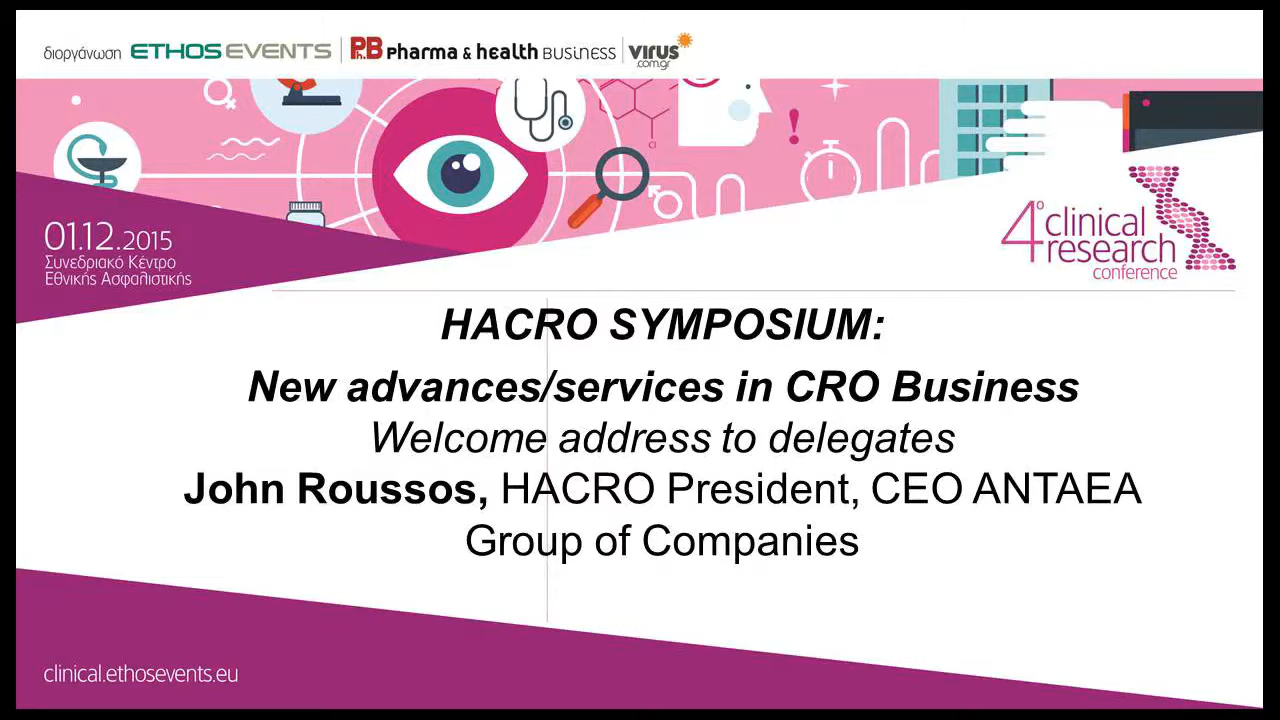 διοργάνωση ETHOS EVENTS PhB Pharma & health BUSINESS virus .com.gr
01.12.2015
Συνεδριακό Κέντρο
Εθνικής Ασφαλιστικής
4ο clinical
research
conference
HACRO SYMPOSIUM:
New advances/services in CRO Business
Welcome address to delegates
John Roussos, HACRO President, CEO ANTAEA
Group of Companies
clinical.ethosevents.eu